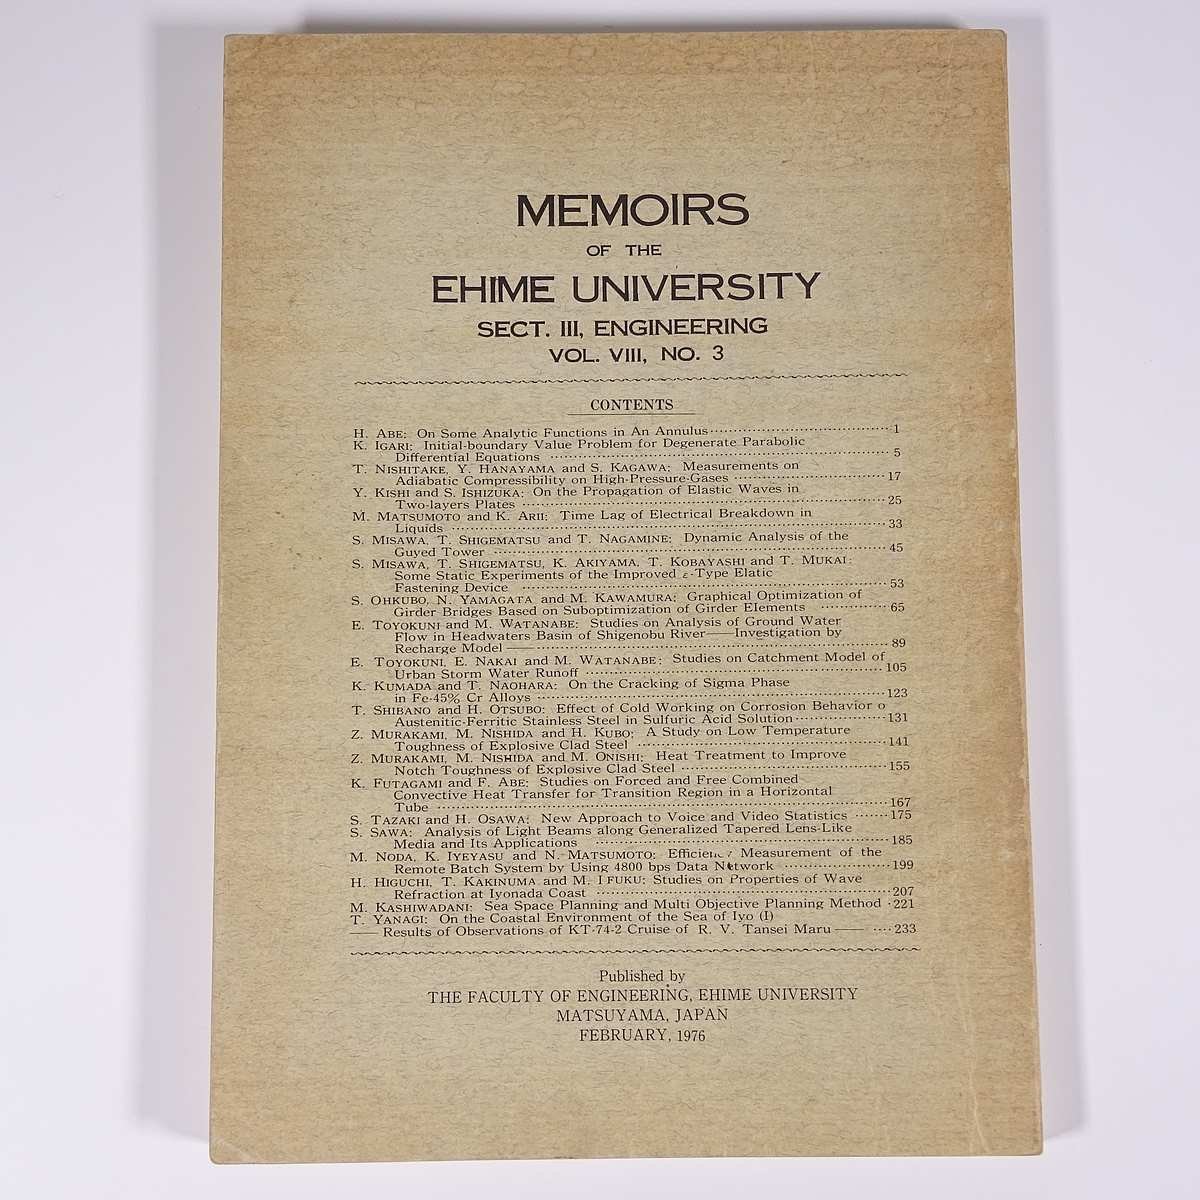 MEMOIRS
OF THE
EHIME UNIVERSITY
SECT. III, ENGINEERING
VOL. VIII, NO. 3
CONTENTS
H. ABE: On Some Analytic Functions in An Annulus 1
K. IGARI: Initial-boundary Value Problem for Degenerate Parabolic
Differential Equations 5
T. NISHITAKE, Y. HANAYAMA and S. KAGAWA: Measurements on
Adiabatic Compressibility on High-Pressure-Gases 17
Y. KISHI and S. ISHIZUKA: On the Propagation of Elastic Waves in
Two-layers Plates 25
M. MATSUMOTO and K. ARII: Time Lag of Electrical Breakdown in
Liquids 33
S. MISAWA, T. SHIGEMATSU and T. NAGAMINE: Dynamic Analysis of the
Guyed Tower 45
S. MISAWA, T. SHIGEMATSU, K. AKIYAMA, T. KOBAYASHI and T. MUKAI:
Some Static Experiments of the Improved ε-Type Elatic
Fastening Device 53
S. OHKUBO, N. YAMAGATA and M. KAWAMURA: Graphical Optimization of
Girder Bridges Based on Suboptimization of Girder Elements 65
E. TOYOKUNI and M. WATANABE: Studies on Analysis of Ground Water
Flow in Headwaters Basin of Shigenobu River——Investigation by
Recharge Model—— 89
E. TOYOKUNI, E. NAKAI and M. WATANABE: Studies on Catchment Model of
Urban Storm Water Runoff 105
K. KUMADA and T. NAOHARA: On the Cracking of Sigma Phase
in Fe-45% Cr Alloys 123
T. SHIBANO and H. OTSUBO: Effect of Cold Working on Corrosion Behavior o
Austenitic-Ferritic Stainless Steel in Sulfuric Acid Solution 131
Z. MURAKAMI, M. NISHIDA and H. KUBO: A Study on Low Temperature
Toughness of Explosive Clad Steel 141
Z. MURAKAMI, M. NISHIDA and M. ONISHI: Heat Treatment to Improve
Notch Toughness of Explosive Clad Steel 155
K. FUTAGAMI and F. ABE: Studies on Forced and Free Combined
Convective Heat Transfer for Transition Region in a Horizontal
Tube 167
S. TAZAKI and H. OSAWA: New Approach to Voice and Video Statistics 175
S. SAWA: Analysis of Light Beams along Generalized Tapered Lens-Like
Media and Its Applications 185
M. NODA, K. IYEYASU and N. MATSUMOTO: Efficiency Measurement of the
Remote Batch System by Using 4800 bps Data Network 199
H. HIGUCHI, T. KAKINUMA and M. I FUKU: Studies on Properties of Wave
Refraction at Iyonada Coast 207
M. KASHIWADANI: Sea Space Planning and Multi Objective Planning Method 221
T. YANAGI: On the Coastal Environment of the Sea of Iyo (I)
——Results of Observations of KT-74-2 Cruise of R. V. Tansei Maru—— 233
Published by
THE FACULTY OF ENGINEERING, EHIME UNIVERSITY
MATSUYAMA, JAPAN
FEBRUARY, 1976